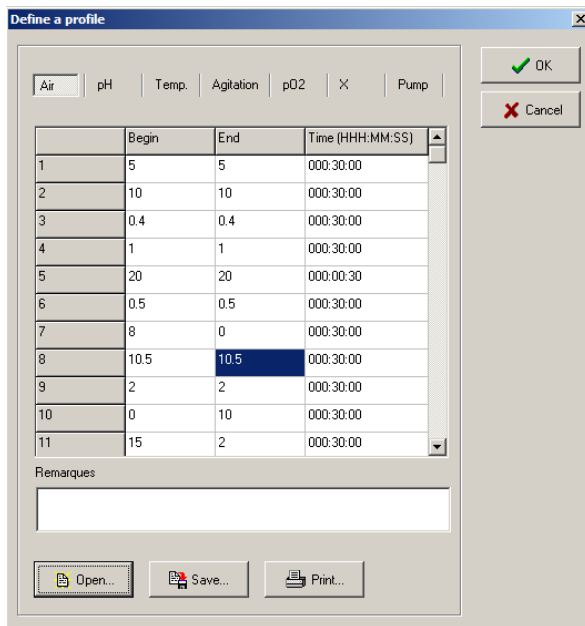 Define a profile
OK
Cancel
Air pH Temp. Agitation pO2 X Pump
Begin End Time (HHH:MM:SS)
1 5 5 000:30:00
2 10 10 000:30:00
3 0.4 0.4 000:30:00
4 1 1 000:30:00
5 20 20 000:00:30
6 0.5 0.5 000:30:00
7 8 0 000:30:00
8 10.5 10.5 000:30:00
9 2 2 000:30:00
10 0 10 000:30:00
11 15 2 000:30:00
Remarques
Open... Save... Print...